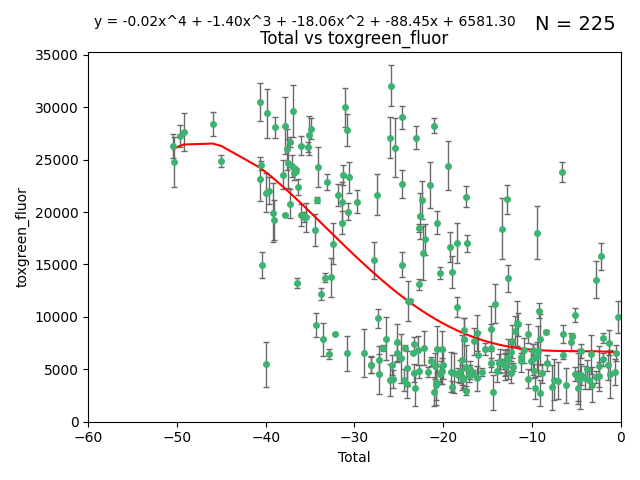 y = -0.02x^4 + -1.40x^3 + -18.06x^2 + -88.45x + 6581.30
N = 225
Total vs toxgreen_fluor
35000
30000
25000
20000
15000
10000
5000
0
toxgreen_fluor
−60 −50 −40 −30 −20 −10 0
Total